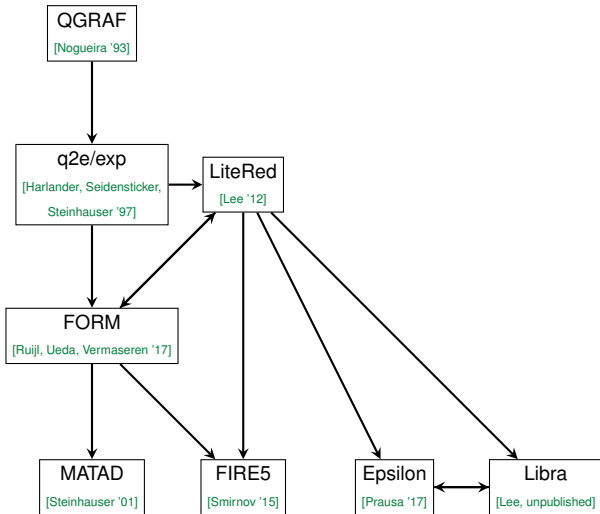 QGRAF
[Nogueira '93]
q2e/exp
[Harlander, Seidensticker,
Steinhauser '97]
LiteRed
[Lee '12]
FORM
[Ruijl, Ueda, Vermaseren '17]
MATAD
[Steinhauser '01]
FIRE5
[Smirnov '15]
Epsilon
[Prausa '17]
Libra
[Lee, unpublished]